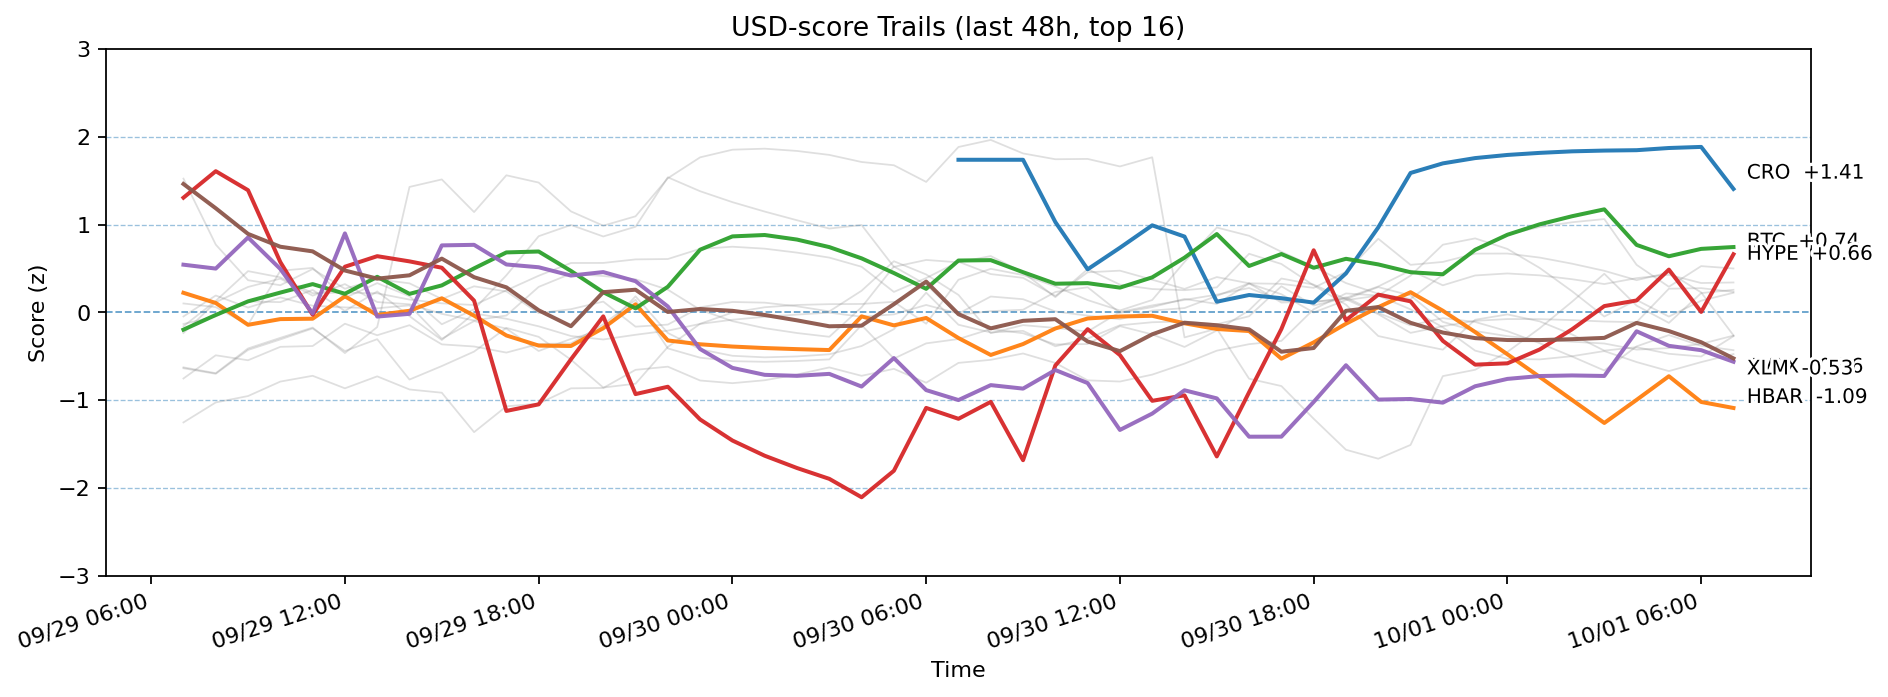 USD-score Trails (last 48h, top 16)
Score (z)
3
2
1
0
−1
−2
−3
CRO +1.41
BTC +0.74
HYPE +0.66
HBAR -1.09
09/29 06:00
09/29 12:00
09/29 18:00
09/30 00:00
09/30 06:00
09/30 12:00
09/30 18:00
10/01 00:00
10/01 06:00
Time